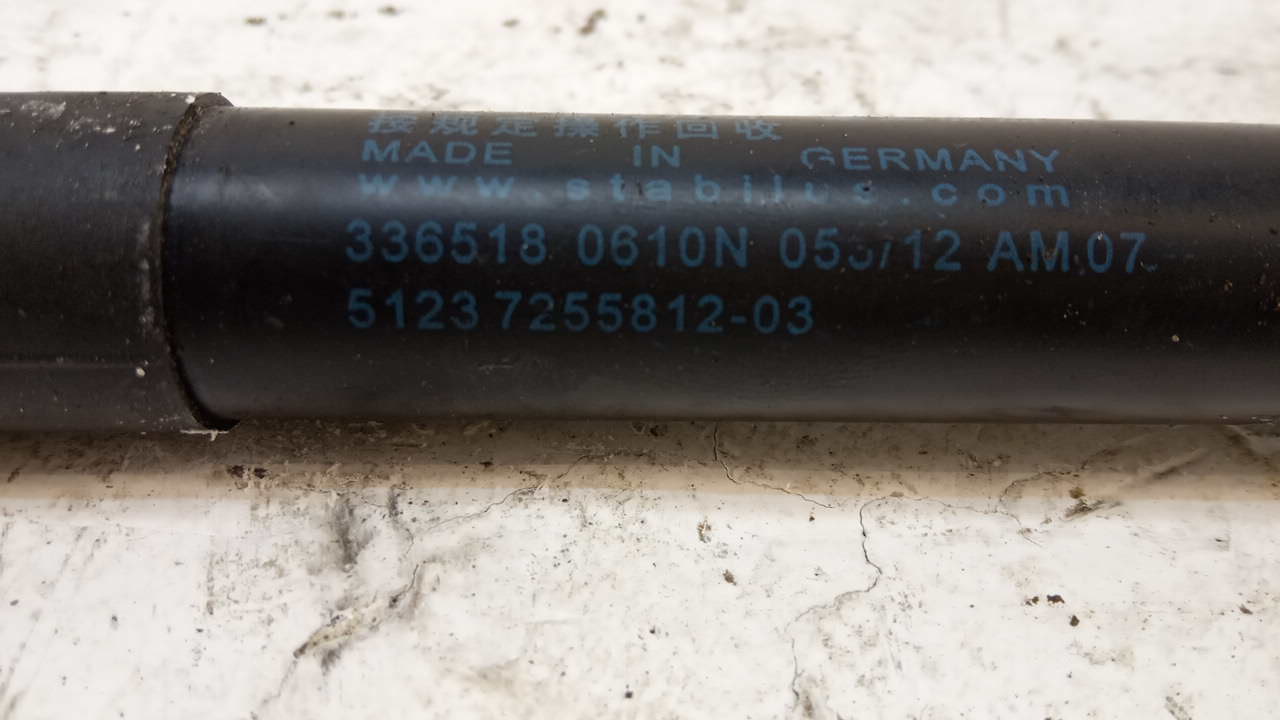 按规定操作回收
MADE IN GERMANY
www.stabilus.com
336518 0610N AM 07
5123 7255812-03